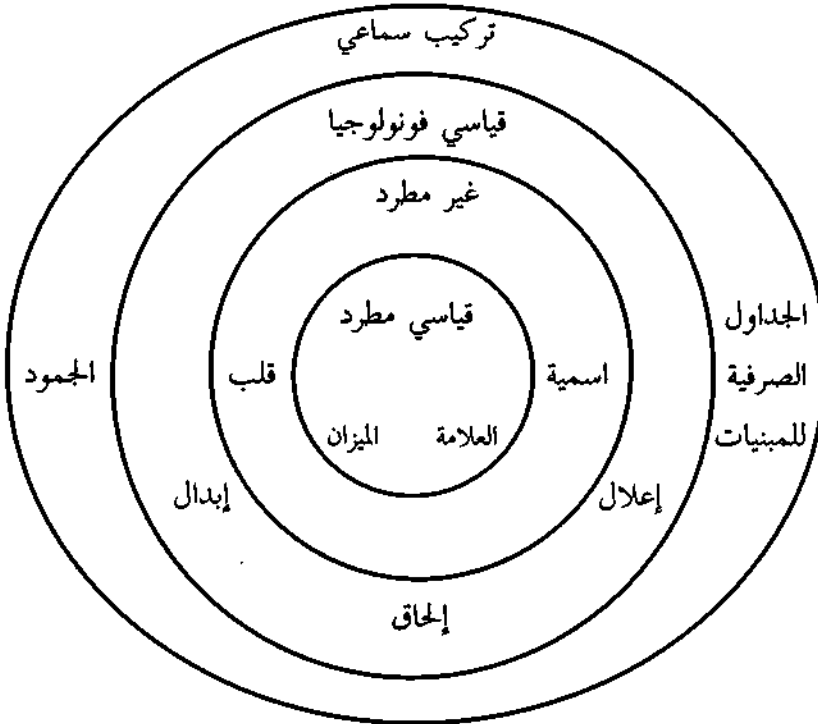 تركيب سماعي
قياسي فونولوجيا
غير مطرد
قياسي مطرد
الجداول
الصرفية
للمبنيات
اسمية
قلب
الجمود
العلامة
الميزان
إعلال
إبدال
إلحاق